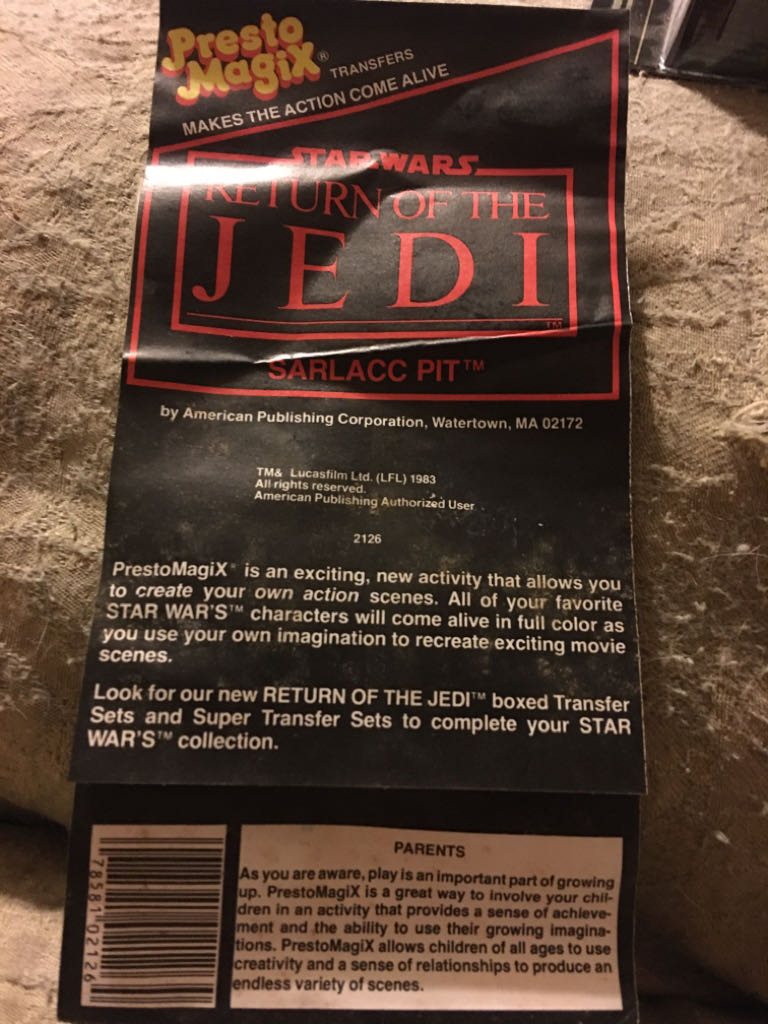 Presto MagiX® TRANSFERS
MAKES THE ACTION COME ALIVE
STAR WARS
RETURN OF THE
JEDI
TM
SARLACC PIT™
by American Publishing Corporation, Watertown, MA 02172
TM& Lucasfilm Ltd. (LFL) 1983
All rights reserved.
American Publishing Authorized User
2126
PrestoMagiX® is an exciting, new activity that allows you
to create your own action scenes. All of your favorite
STAR WAR'S™ characters will come alive in full color as
you use your own imagination to recreate exciting movie
scenes.
Look for our new RETURN OF THE JEDI™ boxed Transfer
Sets and Super Transfer Sets to complete your STAR
WAR'S™ collection.
78581 02126
PARENTS
As you are aware, play is an important part of growing
up. PrestoMagiX is a great way to involve your chil-
dren in an activity that provides a sense of achieve-
ment and the ability to use their growing imagina-
tions. PrestoMagiX allows children of all ages to use
creativity and a sense of relationships to produce an
endless variety of scenes.